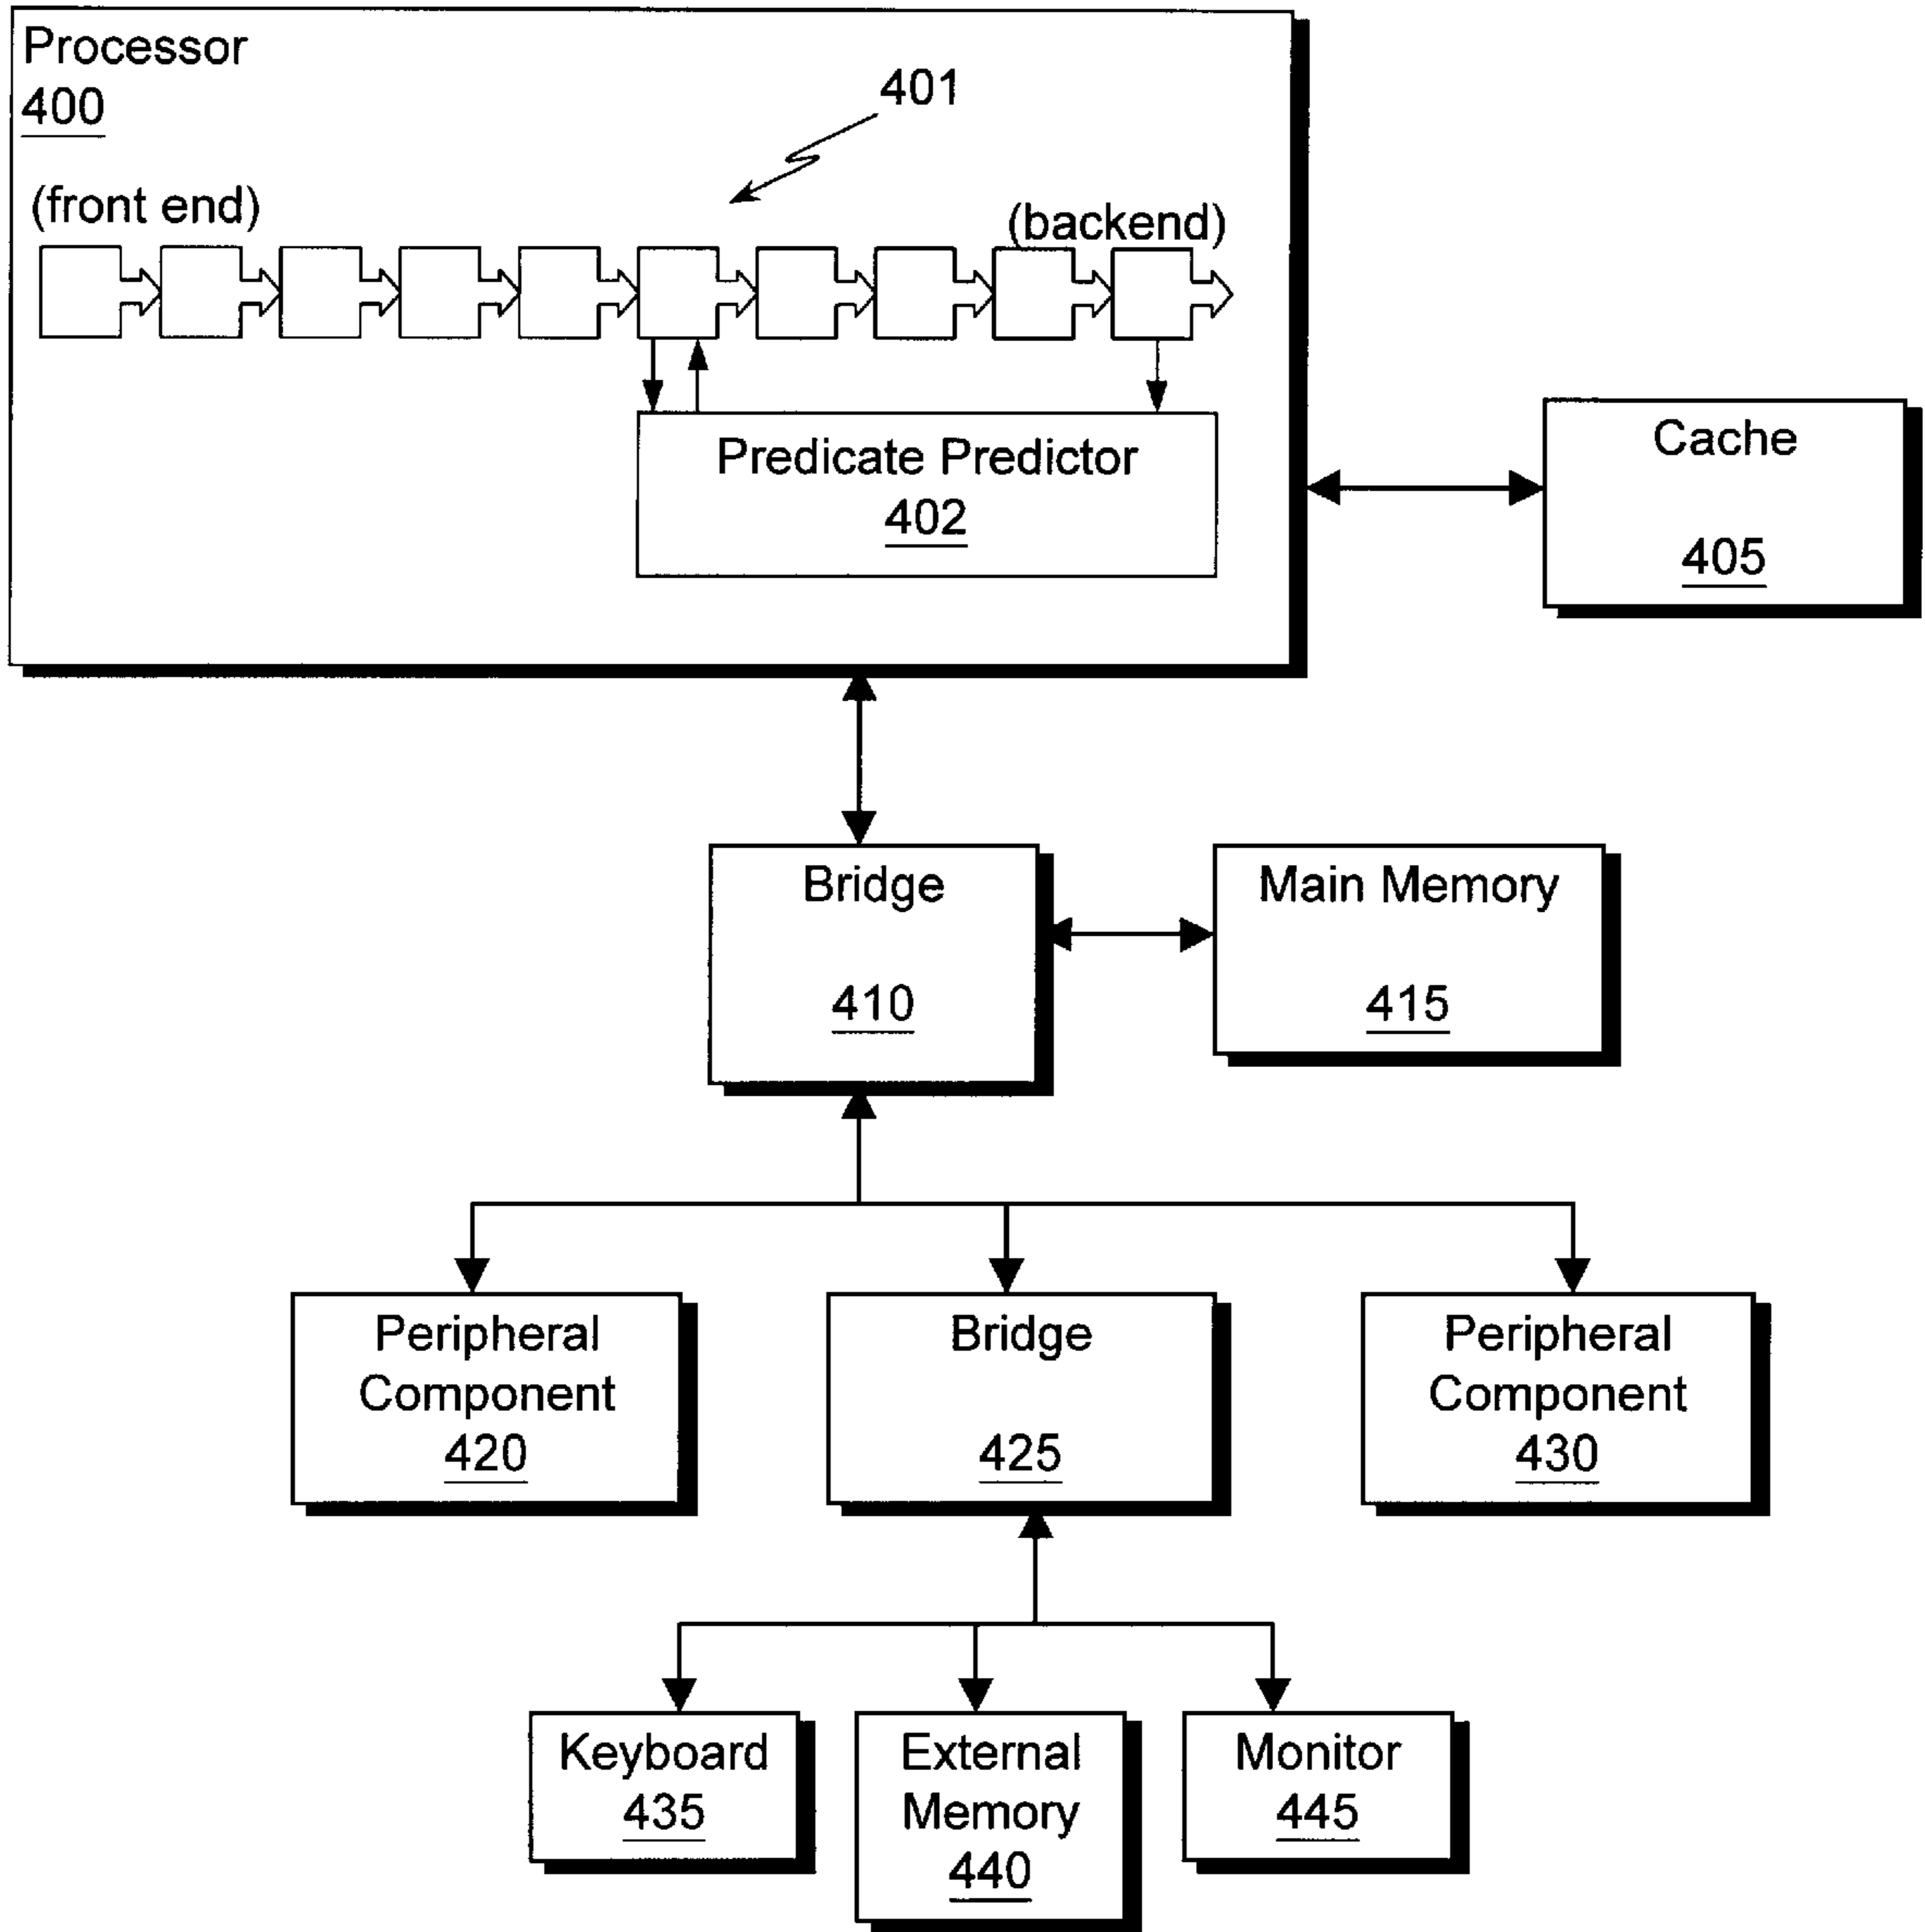 Processor
400
401
(front end)
(backend)
Predicate Predictor
402
Cache
405
Bridge
410
Main Memory
415
Peripheral
Component
420
Bridge
425
Peripheral
Component
430
Keyboard
435
External
Memory
440
Monitor
445